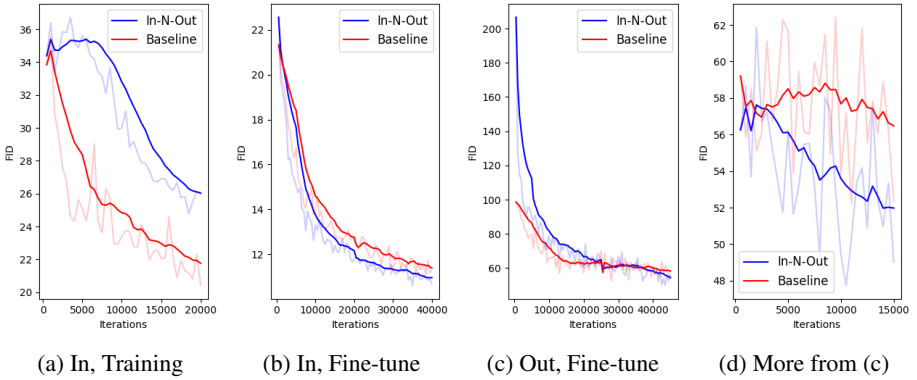 In-N-Out
Baseline
FID
36
34
32
30
28
26
24
22
20
0
5000
10000
15000
20000
Iterations
In-N-Out
Baseline
FID
22
20
18
16
14
12
0
10000
20000
30000
40000
Iterations
In-N-Out
Baseline
FID
200
180
160
140
120
100
80
60
0
10000
20000
30000
40000
Iterations
In-N-Out
Baseline
FID
62
60
58
56
54
52
50
48
0
5000
10000
15000
Iterations
(a) In, Training
(b) In, Fine-tune
(c) Out, Fine-tune
(d) More from (c)